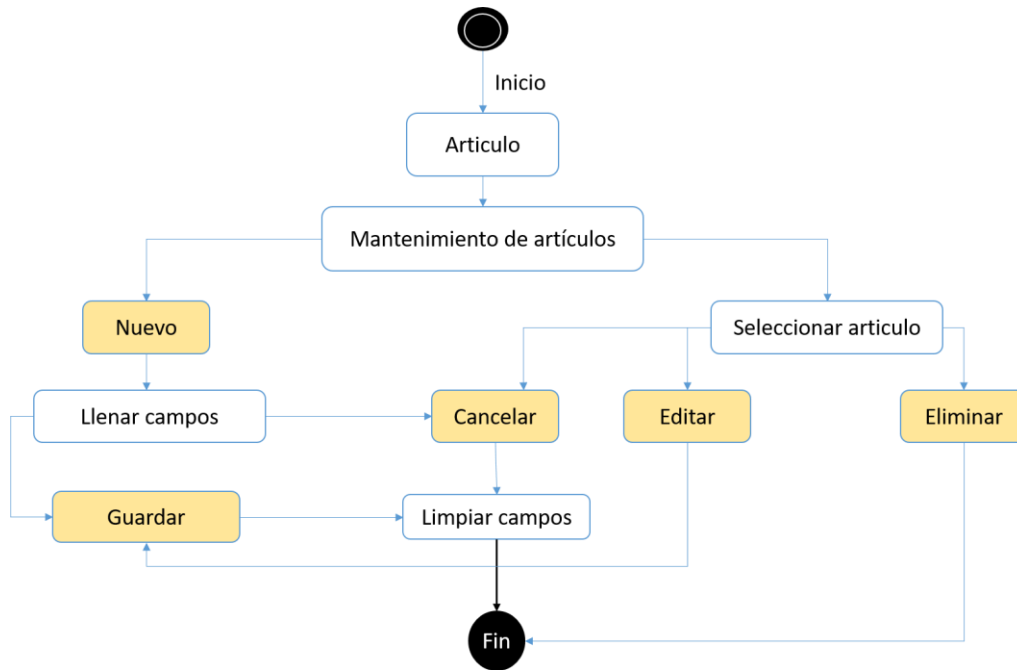 Inicio
Articulo
Mantenimiento de artículos
Nuevo
Seleccionar articulo
Llenar campos
Cancelar
Editar
Eliminar
Guardar
Limpiar campos
Fin